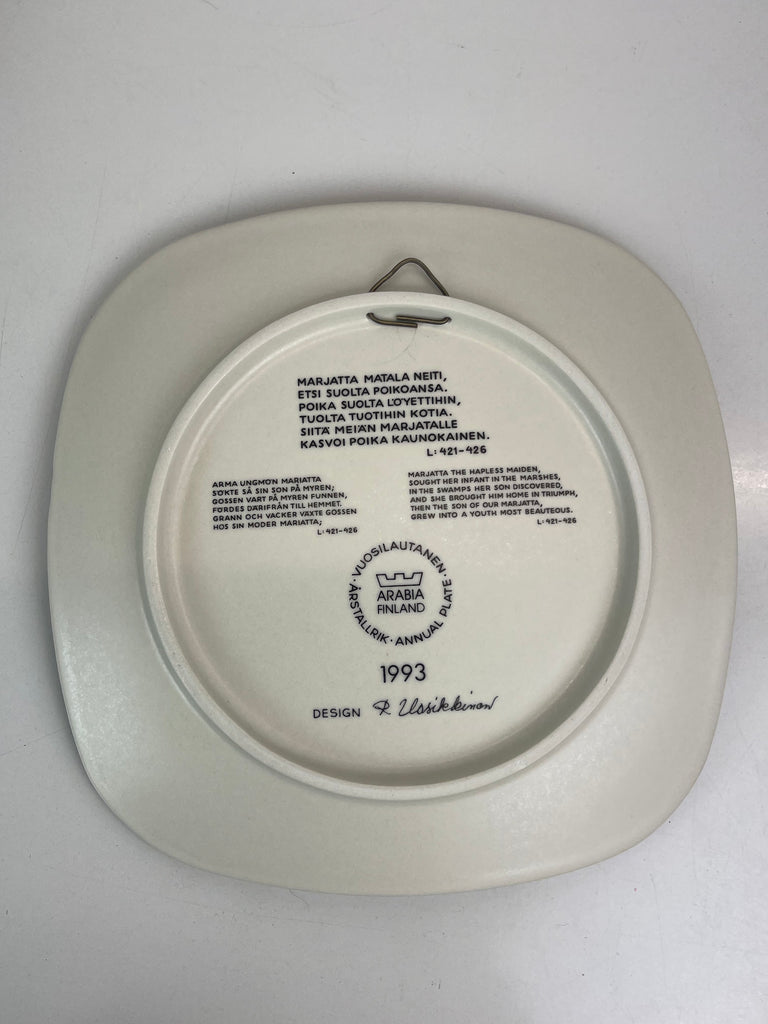 MARJATTA MATALA NEITI,
ETSI SUOLTA POIKOANSA.
POIKA SUOLTA LÖYETTIHIN,
TUOLTA TUOTIHIN KOTIA.
SIITÄ MEIÄN MARJATALLE
KASVOI POIKA KAUNOKAINEN.
L: 421-426
ARMA UNGMÖN MARIATTA
SÖKTE SÅ SIN SON PÅ MYREN;
GOSSEN VART PÅ MYREN FUNNEN,
FÖRDES DÄRIFRÅN TILL HEMMET.
GRANN OCH VACKER VÄXTE GOSSEN
HOS SIN MODER MARIATTA;
L: 421-426
MARJATTA THE HAPLESS MAIDEN,
SOUGHT HER INFANT IN THE MARSHES,
IN THE SWAMPS HER SON DISCOVERED,
AND SHE BROUGHT HIM HOME IN TRIUMPH,
THEN THE SON OF OUR MARJATTA,
GREW INTO A YOUTH MOST BEAUTEOUS.
L: 421-426
· VUOSILAUTANEN · ANNUAL PLATE · ÅRSTALLRIK
ARABIA
FINLAND
1993
DESIGN R Uosikkinen